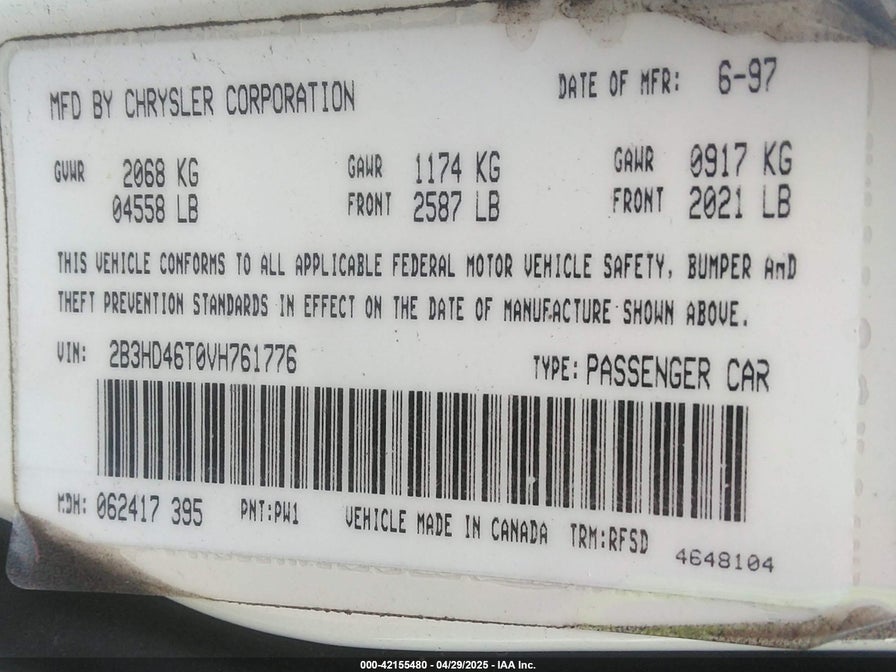 MFD BY CHRYSLER CORPORATION DATE OF MFR: 6-97
GVWR 2068 KG GAWR 1174 KG GAWR 0917 KG
04558 LB FRONT 2587 LB FRONT 2021 LB
THIS VEHICLE CONFORMS TO ALL APPLICABLE FEDERAL MOTOR VEHICLE SAFETY, BUMPER AND
THEFT PREVENTION STANDARDS IN EFFECT ON THE DATE OF MANUFACTURE SHOWN ABOVE.
VIN: 2B3HD46T0VH761776 TYPE: PASSENGER CAR
MDH: 062417 395 PNT:PW1 VEHICLE MADE IN CANADA TRM:RFSD
4648104
000-42155480 - 04/29/2025 - IAA Inc.